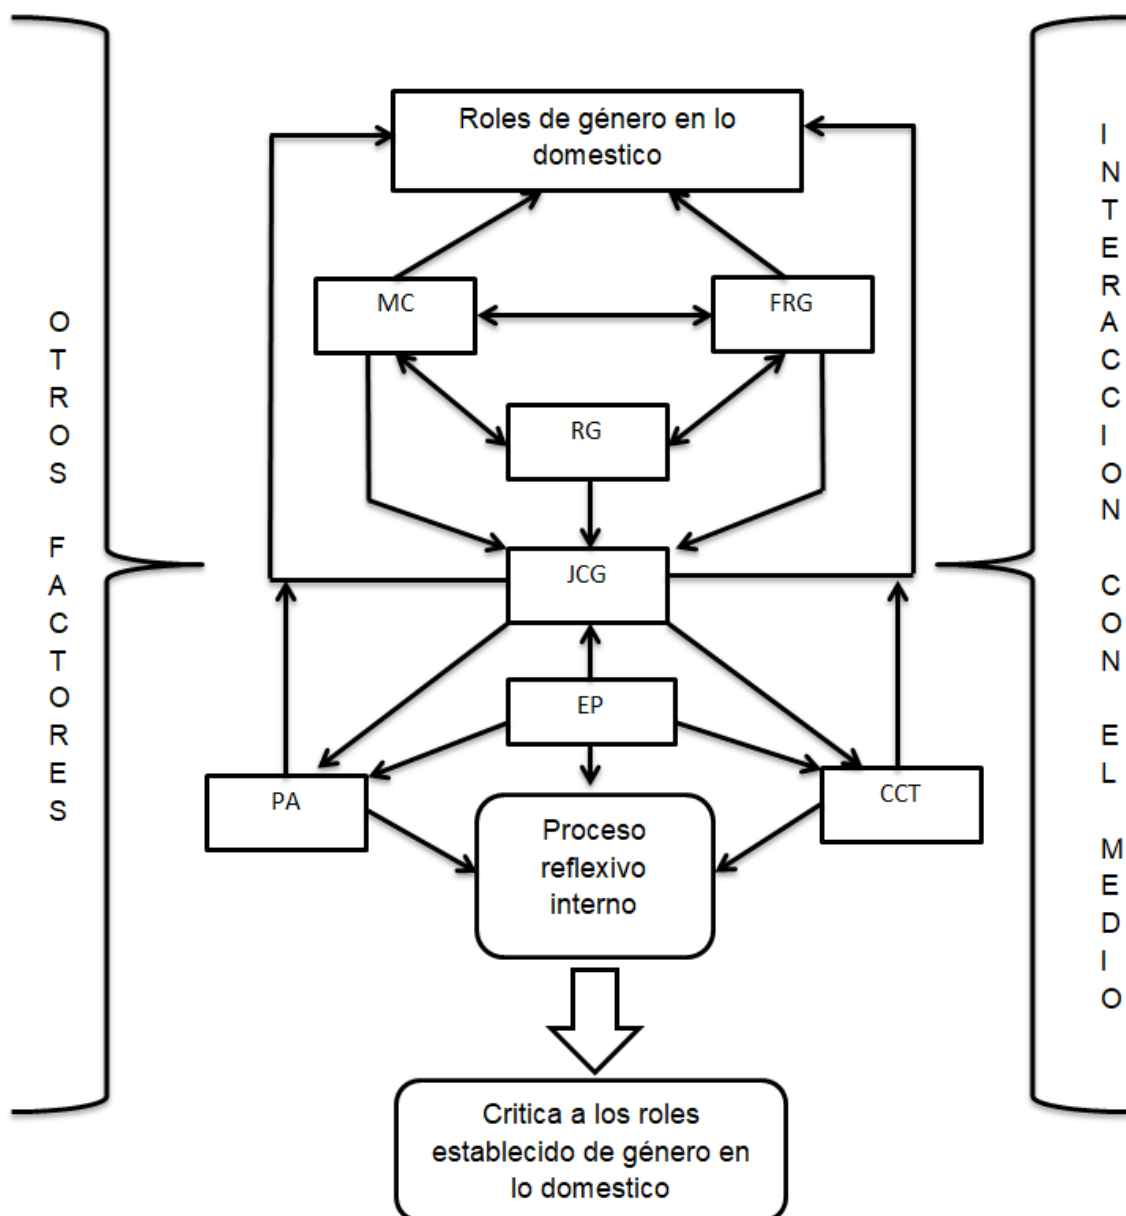 Roles de género en lo
domestico
MC
FRG
RG
JCG
EP
PA
CCT
Proceso
reflexivo
interno
Critica a los roles
establecido de género en
lo domestico
OTROS FACTORES
INTERACCION CON EL MEDIO